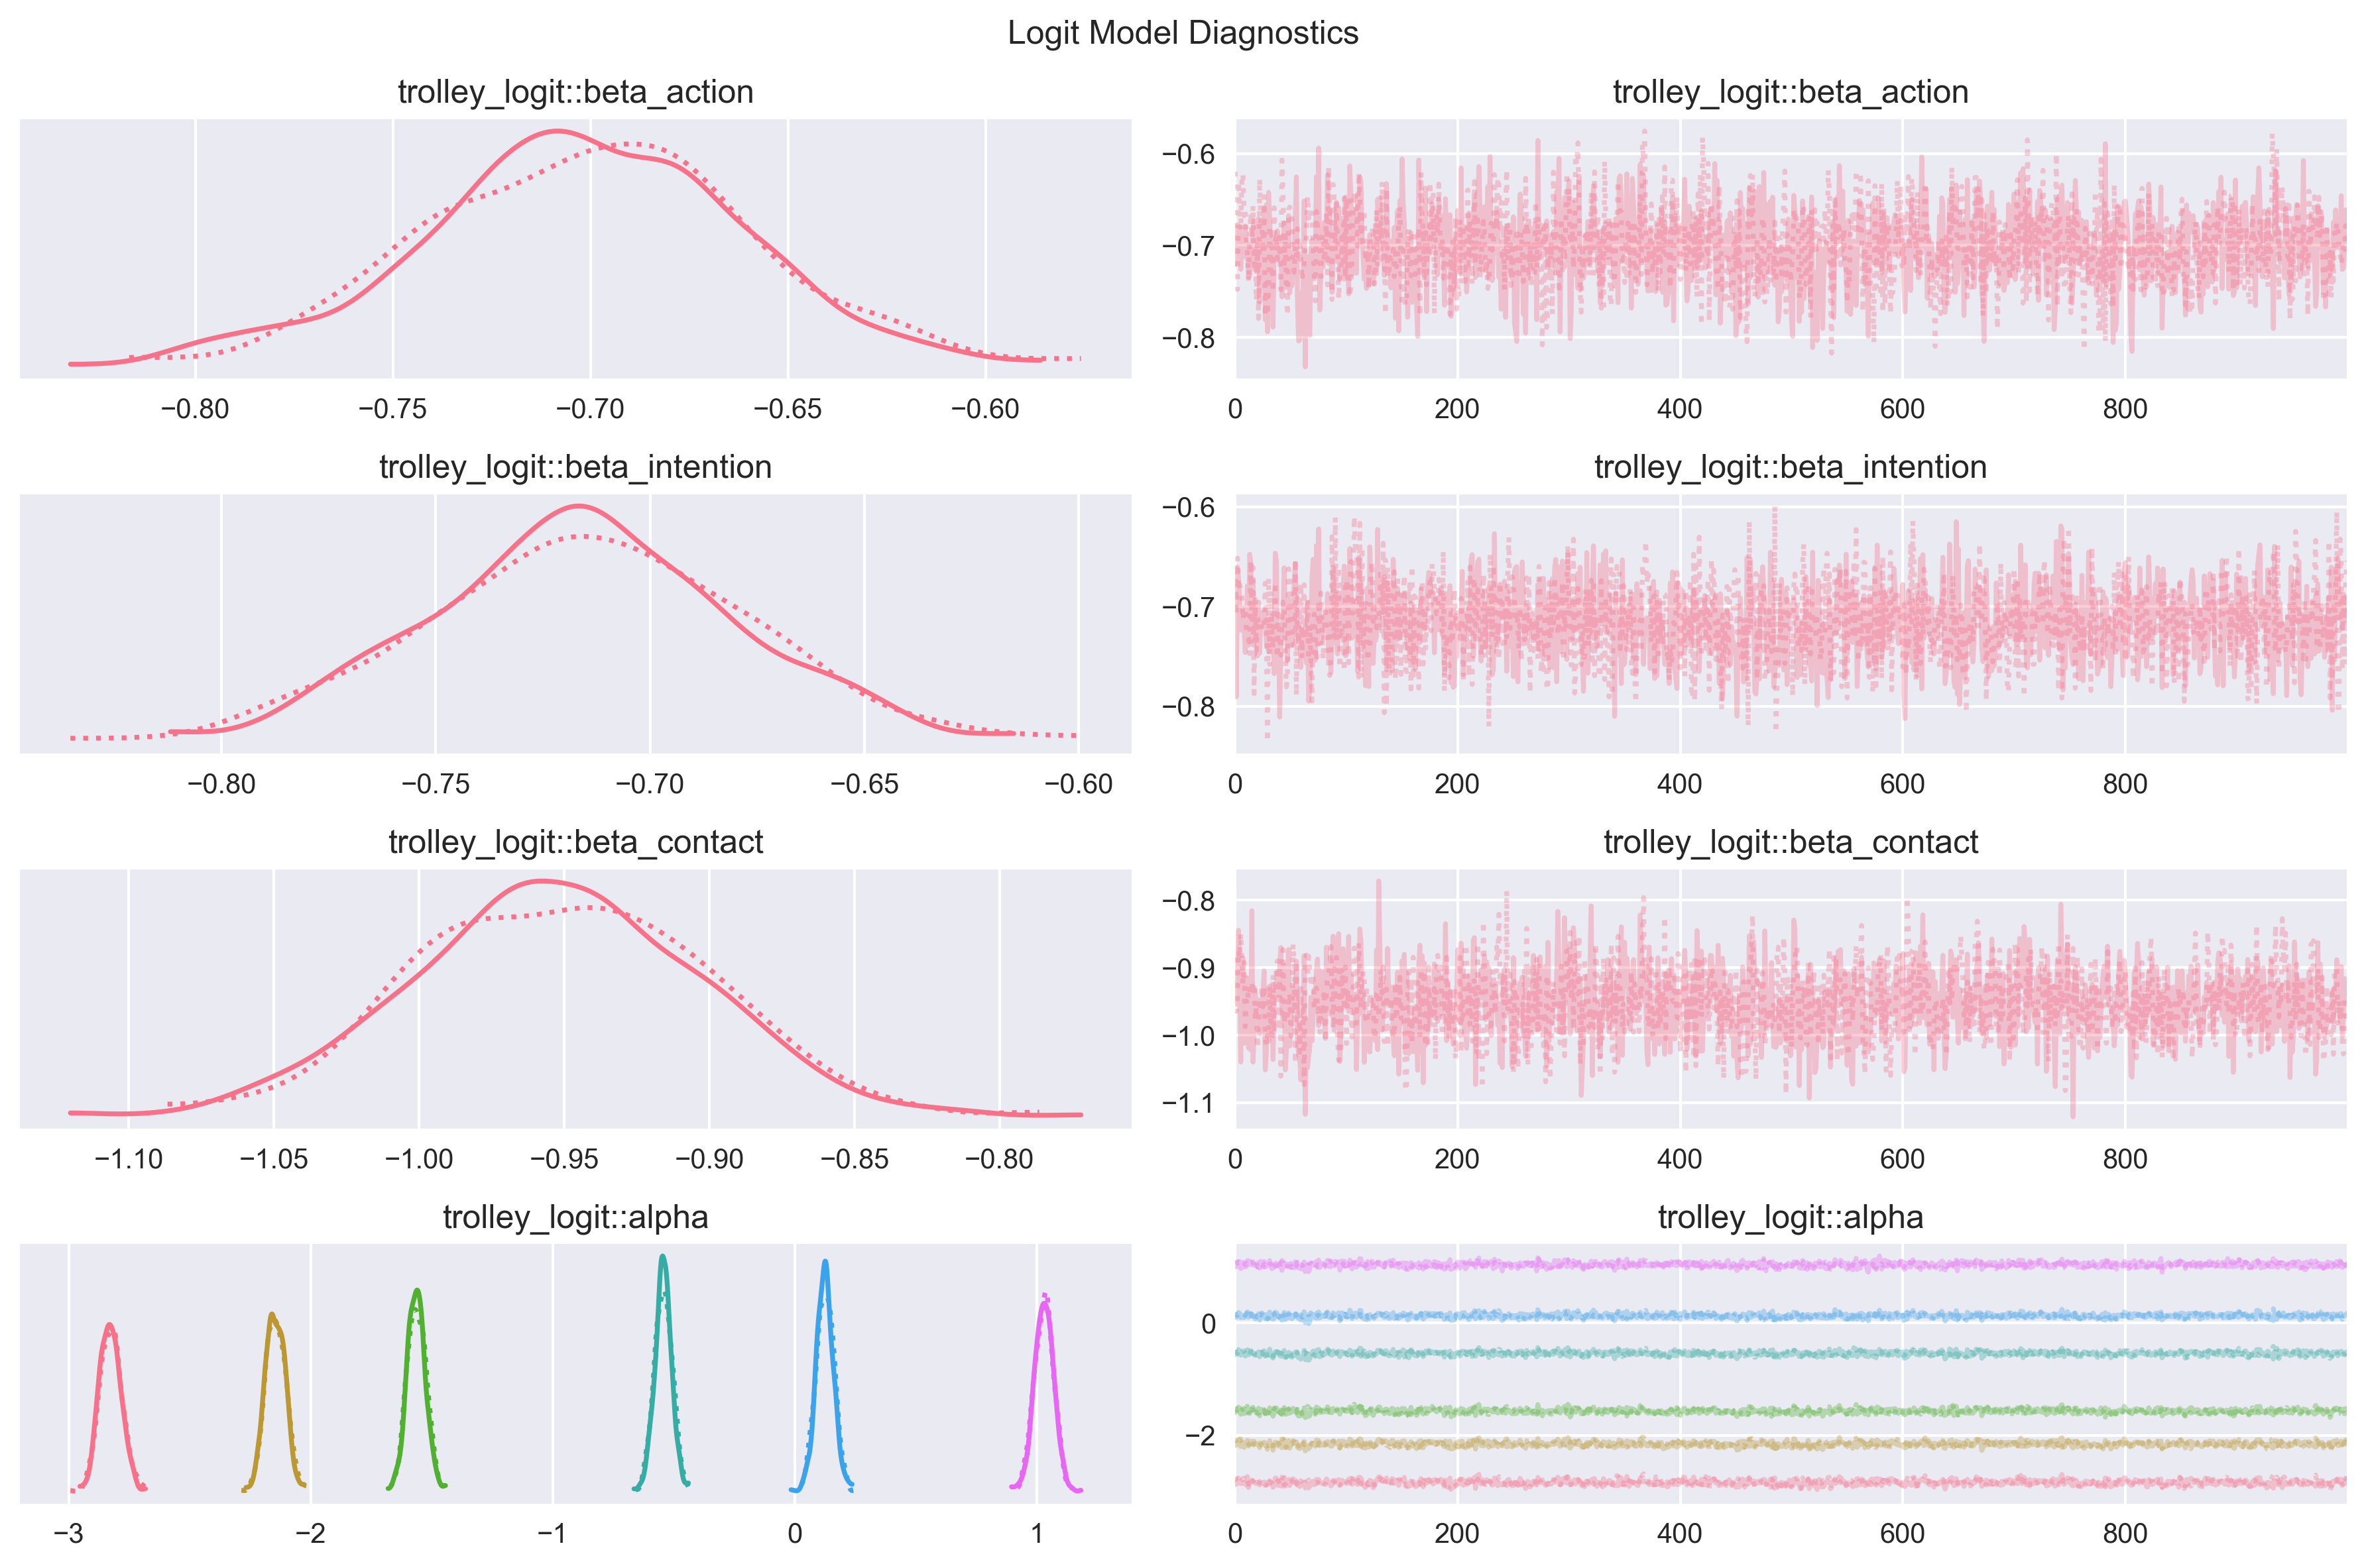 Logit Model Diagnostics
trolley_logit::beta_action
trolley_logit::beta_action
−0.6
−0.7
−0.8
−0.80 −0.75 −0.70 −0.65 −0.60
0 200 400 600 800
trolley_logit::beta_intention
trolley_logit::beta_intention
−0.6
−0.7
−0.8
−0.80 −0.75 −0.70 −0.65 −0.60
0 200 400 600 800
trolley_logit::beta_contact
trolley_logit::beta_contact
−0.8
−0.9
−1.0
−1.1
−1.10 −1.05 −1.00 −0.95 −0.90 −0.85 −0.80
0 200 400 600 800
trolley_logit::alpha
trolley_logit::alpha
0
−2
−3 −2 −1 0 1
0 200 400 600 800